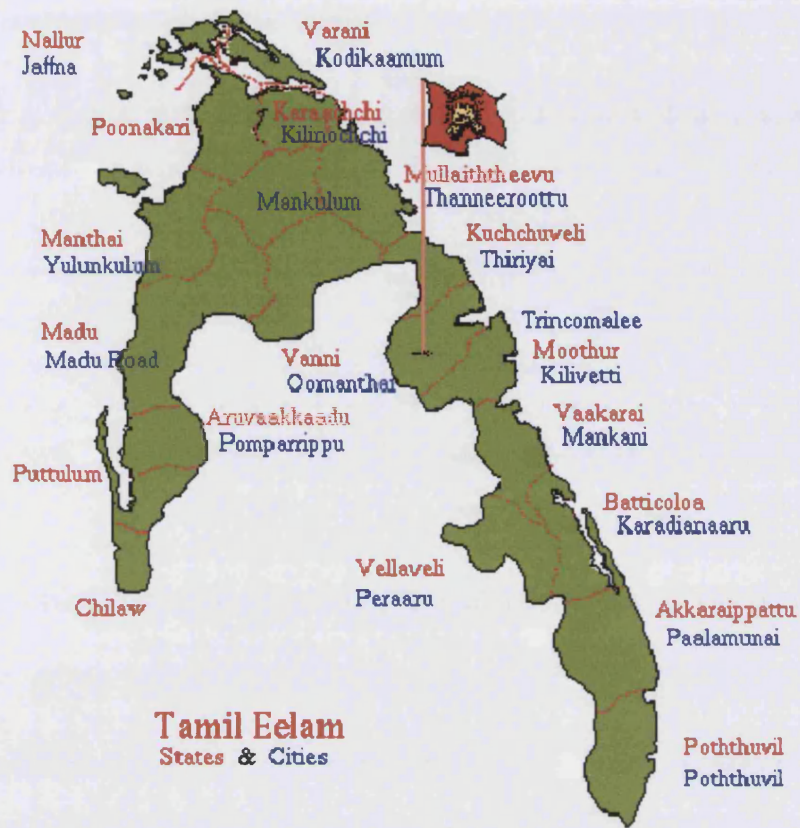 Nallur
Jaffna
Varani
Kodikaamum
Poonakari
Karachchi
Kilinochchi
Mullaiththeevu
Thanneeroottu
Mankulum
Manthai
Yulunkulum
Kuchchuweli
Thiriyai
Trincomalee
Madu
Madu Road
Vanni
Oomanthai
Moothur
Kilivetti
Aruvaakkaadu
Pomparrippu
Vaakarai
Mankani
Puttulum
Batticoloa
Karadianaaru
Vellaveli
Peraaru
Chilaw
Akkaraippattu
Paalamunai
Tamil Eelam
States & Cities
Poththuvil
Poththuvil